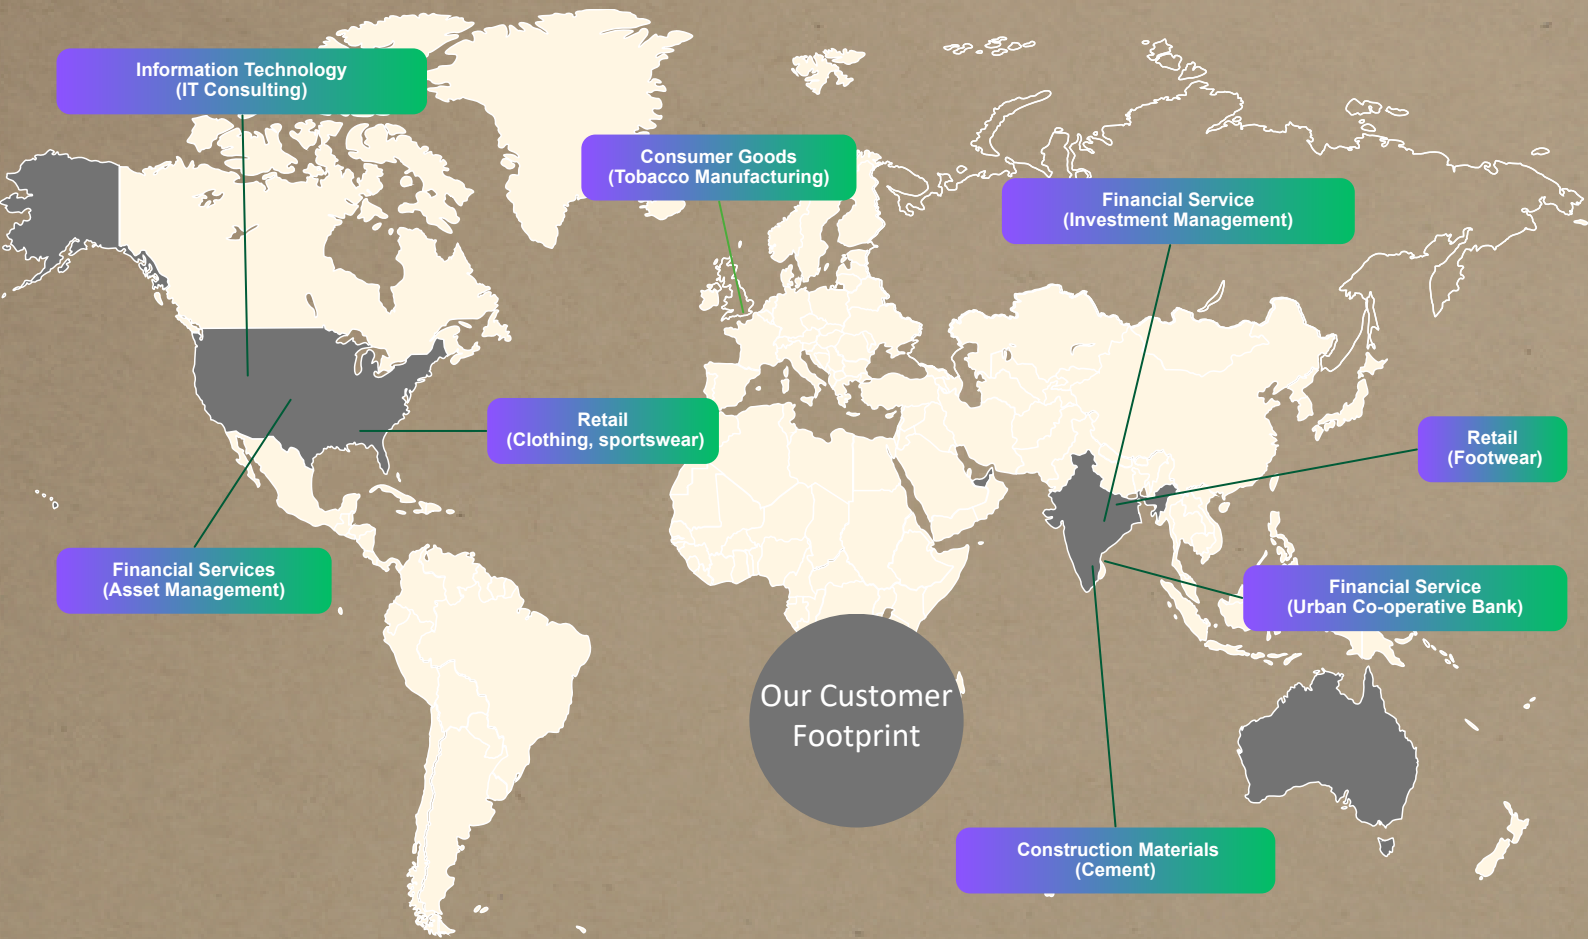 Information Technology
(IT Consulting)
Consumer Goods
(Tobacco Manufacturing)
Financial Service
(Investment Management)
Retail
(Clothing, sportswear)
Retail
(Footwear)
Financial Services
(Asset Management)
Financial Service
(Urban Co-operative Bank)
Our Customer
Footprint
Construction Materials
(Cement)